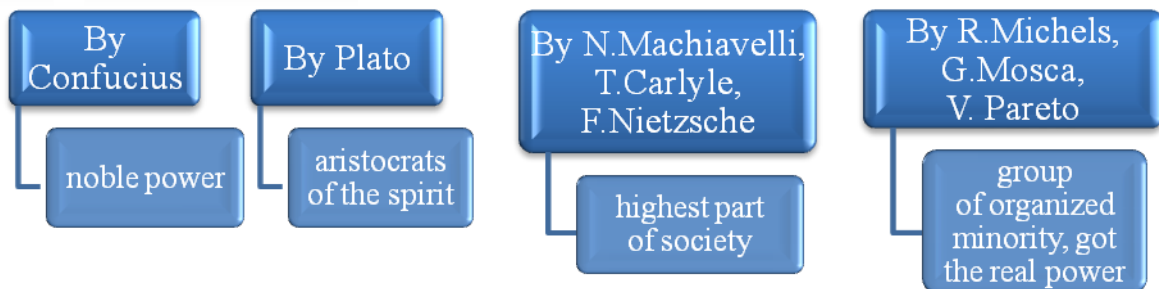 By
Confucius
noble power
By Plato
aristocrats
of the spirit
By N.Machiavelli,
T.Carlyle,
F.Nietzsche
highest part
of society
By R.Michels,
G.Mosca,
V. Pareto
group
of organized
minority, got
the real power